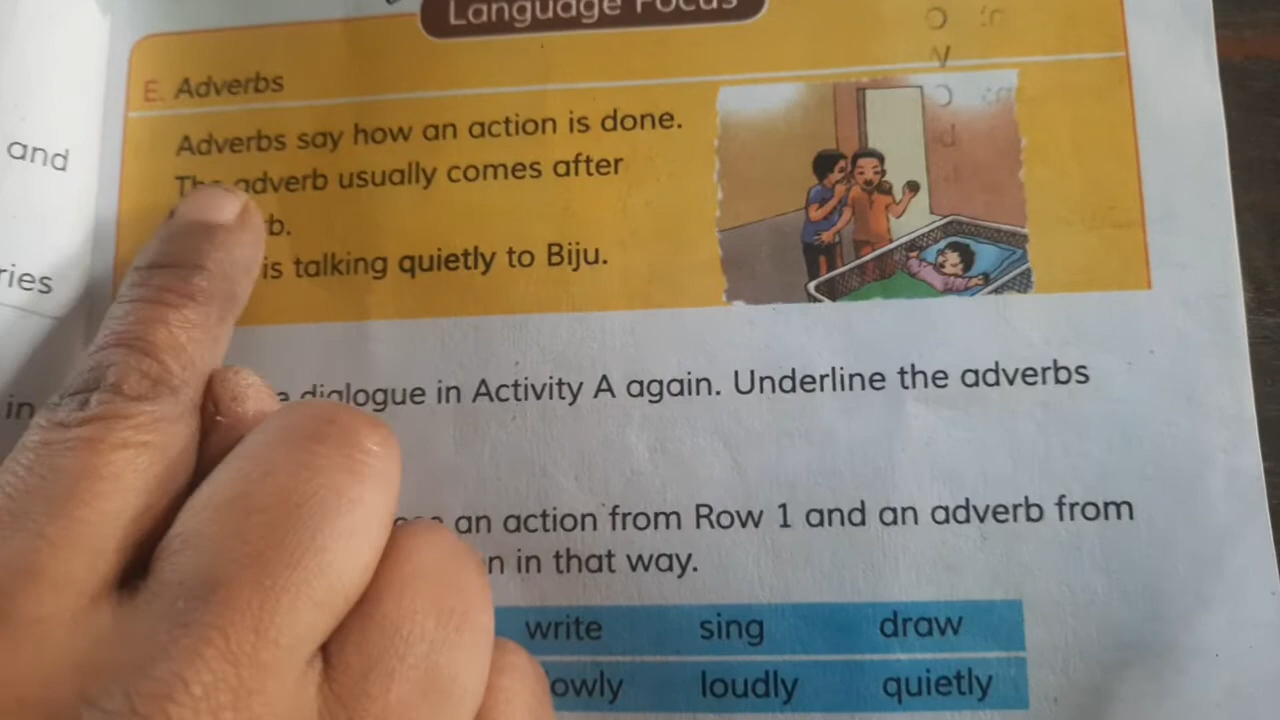 Language Focus
E. Adverbs
Adverbs say how an action is done.
The adverb usually comes after
is talking quietly to Biju.
and
ries
in
dialogue in Activity A again. Underline the adverbs
an action from Row 1 and an adverb from
in that way.
write sing draw
loudly quietly